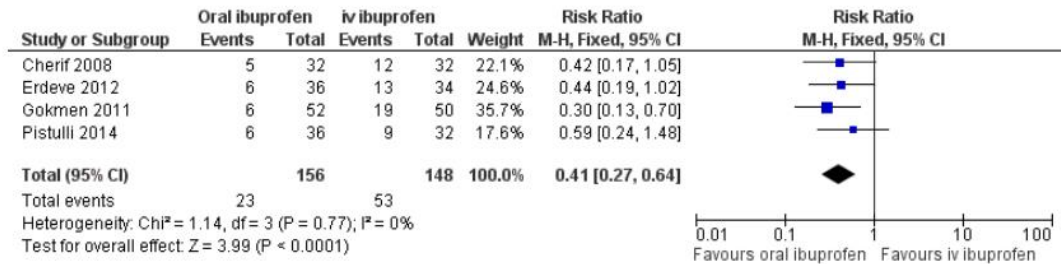 Oral ibuprofen iv ibuprofen Risk Ratio Risk Ratio
Study or Subgroup Events Total Events Total Weight M-H, Fixed, 95% CI M-H, Fixed, 95% CI
Cherif 2008 5 32 12 32 22.1% 0.42 [0.17, 1.05]
Erdeve 2012 6 36 13 34 24.6% 0.44 [0.19, 1.02]
Gokmen 2011 6 52 19 50 35.7% 0.30 [0.13, 0.70]
Pistulli 2014 6 36 9 32 17.6% 0.59 [0.24, 1.48]
Total (95% CI) 156 148 100.0% 0.41 [0.27, 0.64]
Total events 23 53
Heterogeneity: Chi² = 1.14, df = 3 (P = 0.77); I² = 0%
Test for overall effect: Z = 3.99 (P < 0.0001)
0.01 0.1 1 10 100
Favours oral ibuprofen Favours iv ibuprofen